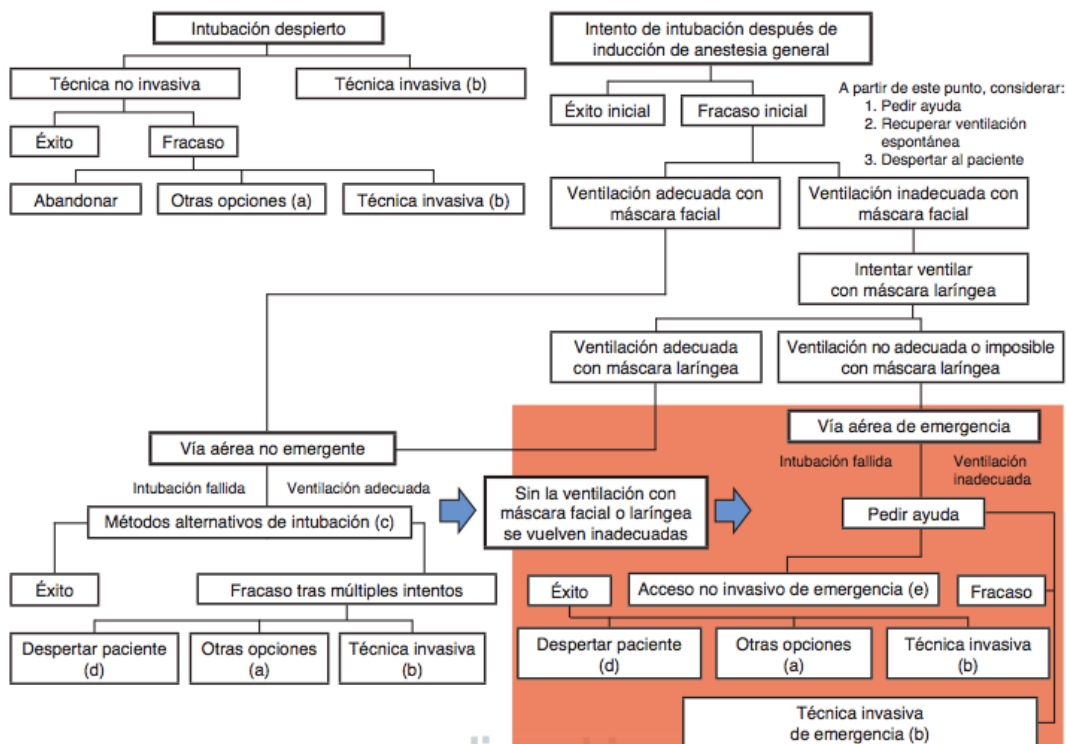 Intubación despierto
Técnica no invasiva
Técnica invasiva (b)
Éxito
Fracaso
Abandonar
Otras opciones (a)
Técnica invasiva (b)
Intento de intubación después de
inducción de anestesia general
Éxito inicial
Fracaso inicial
A partir de este punto, considerar:
1. Pedir ayuda
2. Recuperar ventilación
espontánea
3. Despertar al paciente
Ventilación adecuada con
máscara facial
Ventilación inadecuada con
máscara facial
Intentar ventilar
con máscara laríngea
Ventilación adecuada
con máscara laríngea
Ventilación no adecuada o imposible
con máscara laríngea
Vía aérea no emergente
Intubación fallida
Ventilación adecuada
Métodos alternativos de intubación (c)
Éxito
Fracaso tras múltiples intentos
Despertar paciente
(d)
Otras opciones
(a)
Técnica invasiva
(b)
Sin la ventilación con
máscara facial o laríngea
se vuelven inadecuadas
Vía aérea de emergencia
Intubación fallida
Ventilación
inadecuada
Pedir ayuda
Acceso no invasivo de emergencia (e)
Éxito
Fracaso
Despertar paciente
(d)
Otras opciones
(a)
Técnica invasiva
(b)
Técnica invasiva
de emergencia (b)